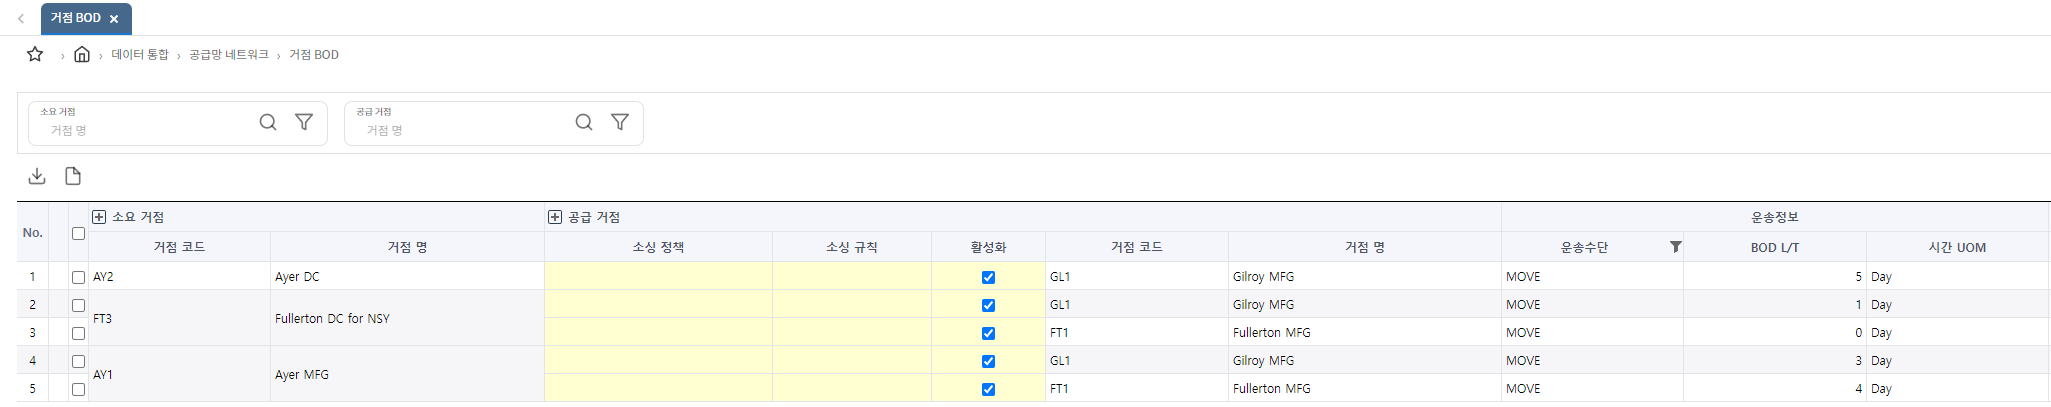 거점 BOD
데이터 통합 › 공급망 네트워크 › 거점 BOD
소요 거점
거점 명
공급 거점
거점 명
No. 소요 거점 공급 거점 운송정보
거점 코드 거점 명 소싱 정책 소싱 규칙 활성화 거점 코드 거점 명 운송수단 BOD L/T 시간 UOM
1 AY2 Ayer DC GL1 Gilroy MFG MOVE 5 Day
2 FT3 Fullerton DC for NSY GL1 Gilroy MFG MOVE 1 Day
3 FT1 Fullerton MFG MOVE 0 Day
4 AY1 Ayer MFG GL1 Gilroy MFG MOVE 3 Day
5 FT1 Fullerton MFG MOVE 4 Day